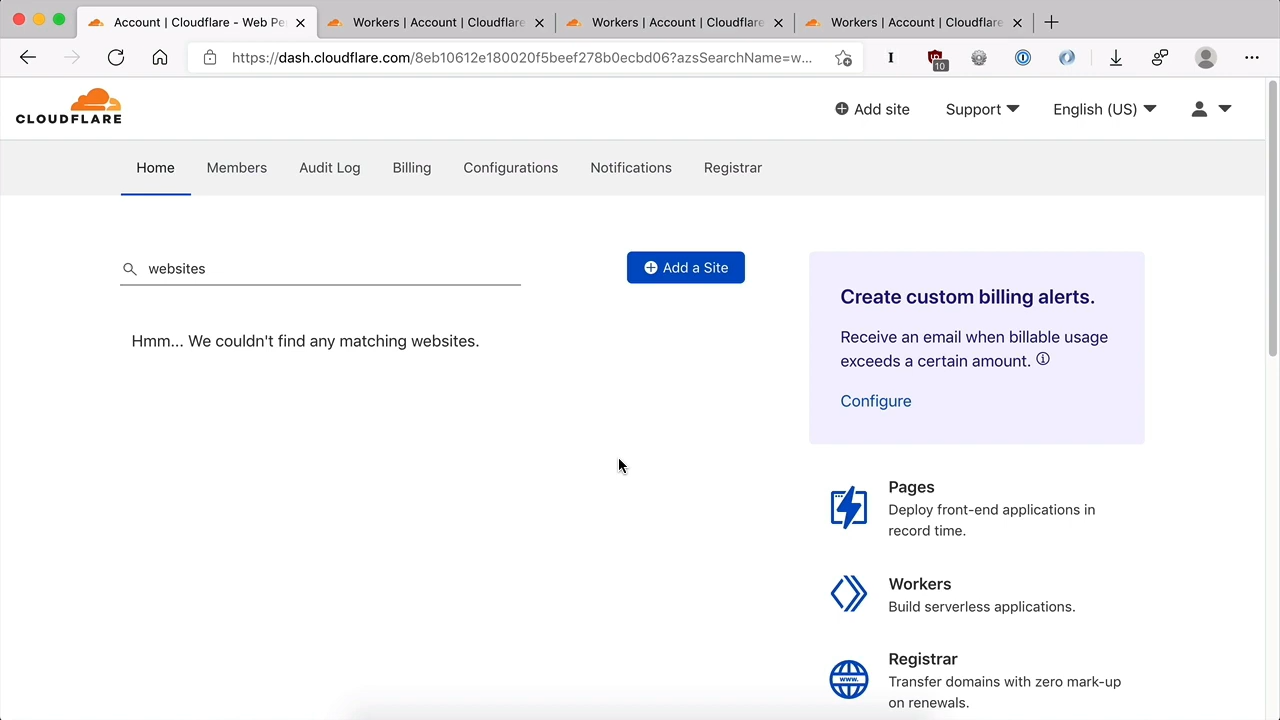 Account | Cloudflare - Web Pe
Workers | Account | Cloudflare
Workers | Account | Cloudflare
Workers | Account | Cloudflare
https://dash.cloudflare.com/8eb10612e180020f5beef278b0ecbd06?azsSearchName=w...
10
CLOUDFLARE
Add site
Support
English (US)
Home
Members
Audit Log
Billing
Configurations
Notifications
Registrar
websites
Add a Site
Hmm... We couldn't find any matching websites.
Create custom billing alerts.
Receive an email when billable usage
exceeds a certain amount.
Configure
Pages
Deploy front-end applications in
record time.
Workers
Build serverless applications.
www.
Registrar
Transfer domains with zero mark-up
on renewals.